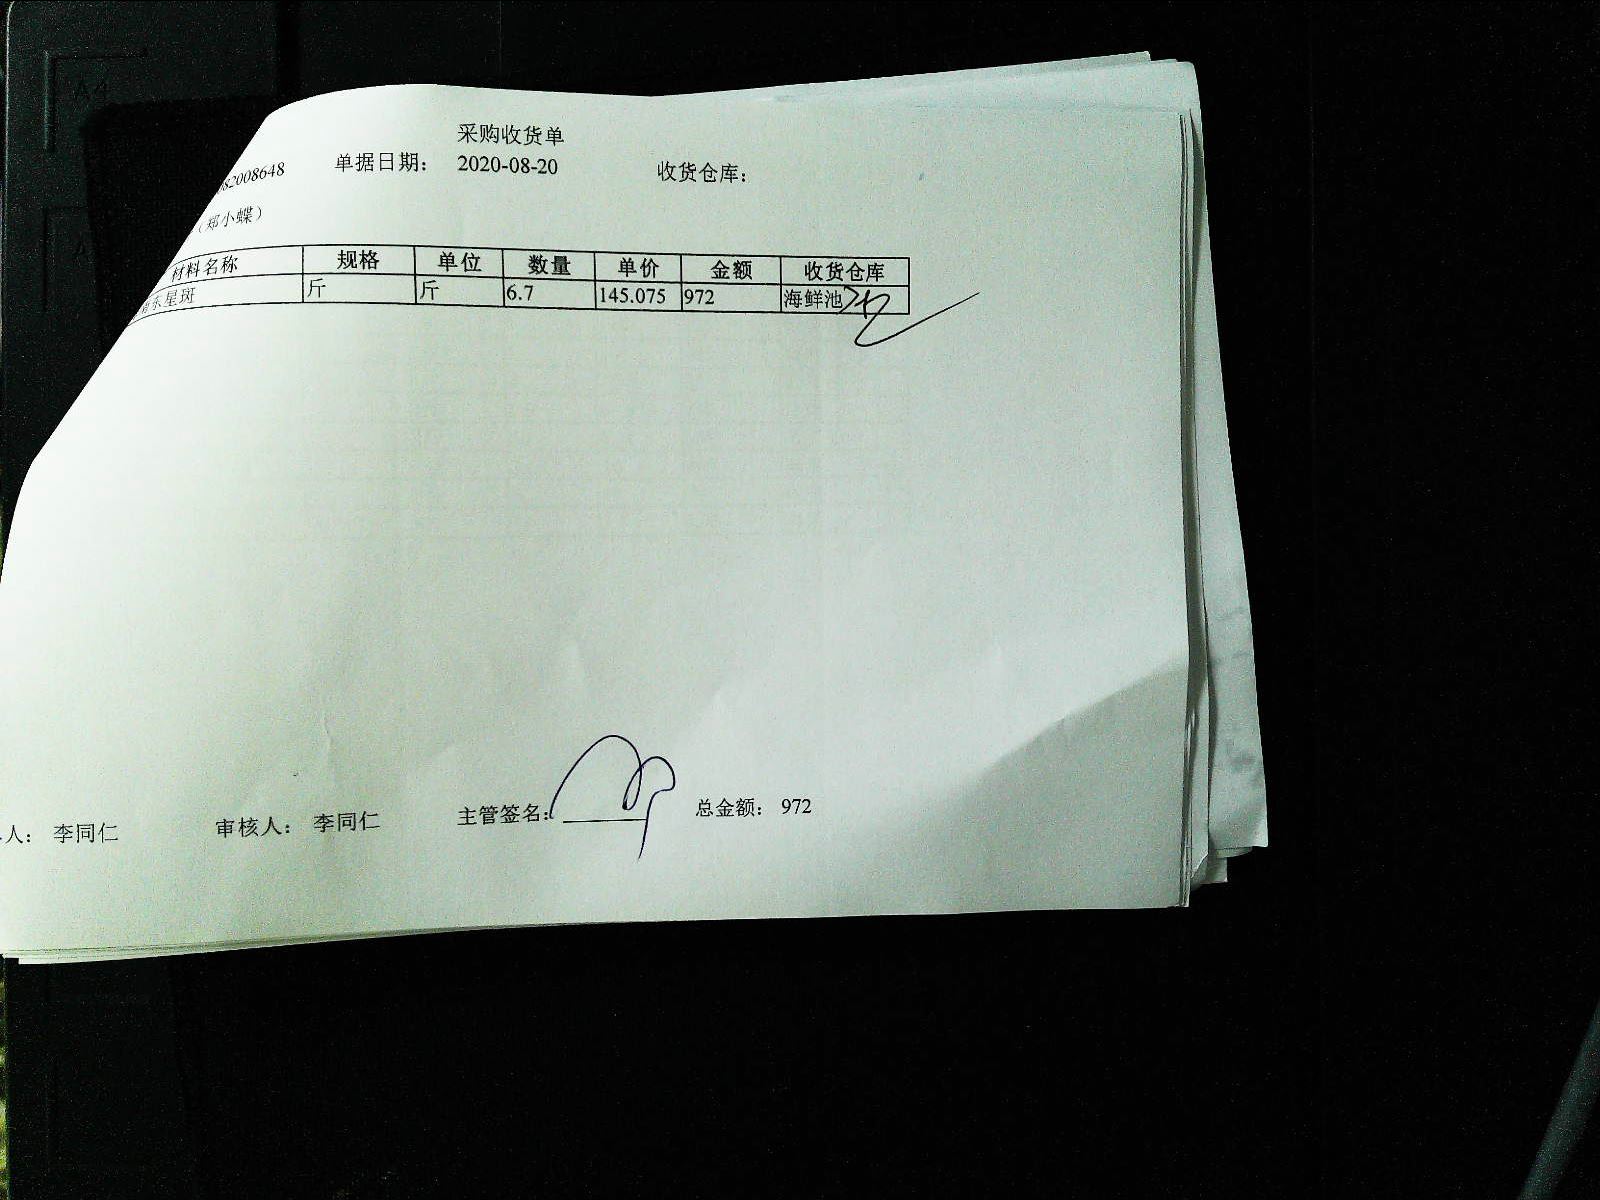 采购收货单
082008648 单据日期： 2020-08-20 收货仓库：
（郑小蝶）
材料名称 规格 单位 数量 单价 金额 收货仓库
东星斑 斤 斤 6.7 145.075 972 海鲜池
人： 李同仁 审核人： 李同仁 主管签名： 总金额： 972
A4